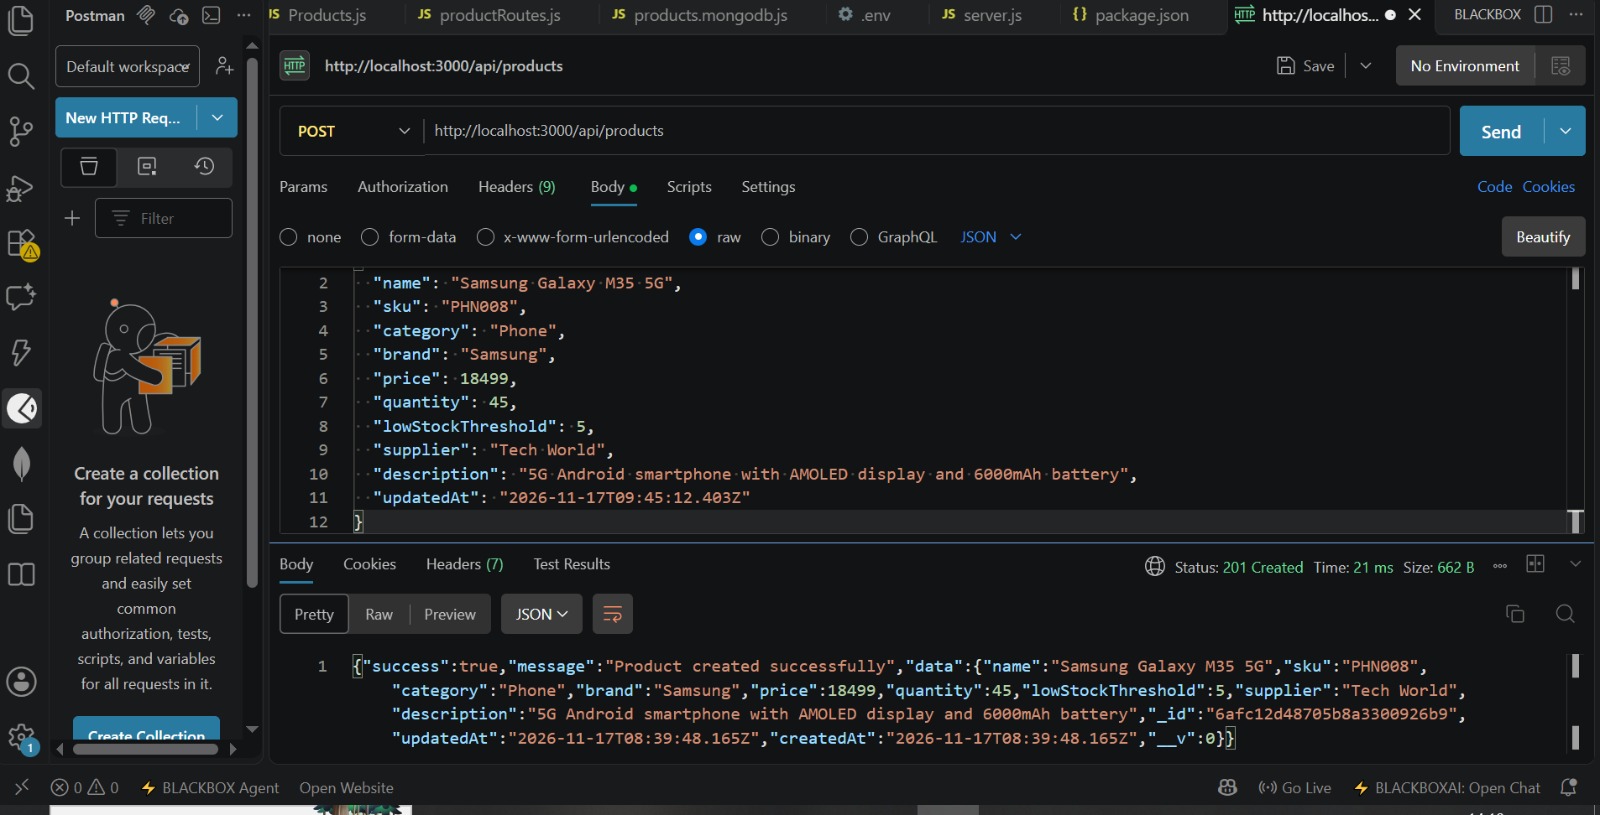 Postman
Products.js
JS productRoutes.js
JS products.mongodb.js
.env
JS server.js
{} package.json
HTTP http://localhos...
BLACKBOX
Default workspace
HTTP http://localhost:3000/api/products
Save
No Environment
New HTTP Req...
POST
http://localhost:3000/api/products
Send
Params Authorization Headers (9) Body Scripts Settings
Code Cookies
Filter
none form-data x-www-form-urlencoded raw binary GraphQL JSON
Beautify
2 "name": "Samsung Galaxy M35 5G",
3 "sku": "PHN008",
4 "category": "Phone",
5 "brand": "Samsung",
6 "price": 18499,
7 "quantity": 45,
8 "lowStockThreshold": 5,
9 "supplier": "Tech World",
10 "description": "5G Android smartphone with AMOLED display and 6000mAh battery",
11 "updatedAt": "2026-11-17T09:45:12.403Z"
12 }
Create a collection
for your requests
A collection lets you
group related requests
and easily set
common
authorization, tests,
scripts, and variables
for all requests in it.
Create Collection
Body Cookies Headers (7) Test Results
Status: 201 Created Time: 21 ms Size: 662 B
Pretty Raw Preview JSON
1 {"success":true,"message":"Product created successfully","data":{"name":"Samsung Galaxy M35 5G","sku":"PHN008",
"category":"Phone","brand":"Samsung","price":18499,"quantity":45,"lowStockThreshold":5,"supplier":"Tech World",
"description":"5G Android smartphone with AMOLED display and 6000mAh battery","_id":"6afc12d48705b8a3300926b9",
"updatedAt":"2026-11-17T08:39:48.165Z","createdAt":"2026-11-17T08:39:48.165Z","__v":0}}
1
0 0 BLACKBOX Agent Open Website
Go Live BLACKBOXAI: Open Chat